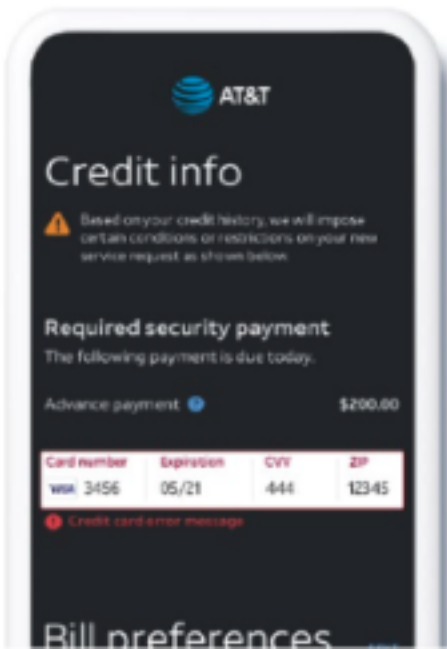 AT&T
Credit info
Based on your credit history, we will impose
certain conditions or restrictions on your new
service request as shown below
Required security payment
The following payment is due today.
Advance payment ? $200.00
Card number Expiration CVV ZIP
VISA 3456 05/21 444 12345
! Credit card error message
Bill preferences